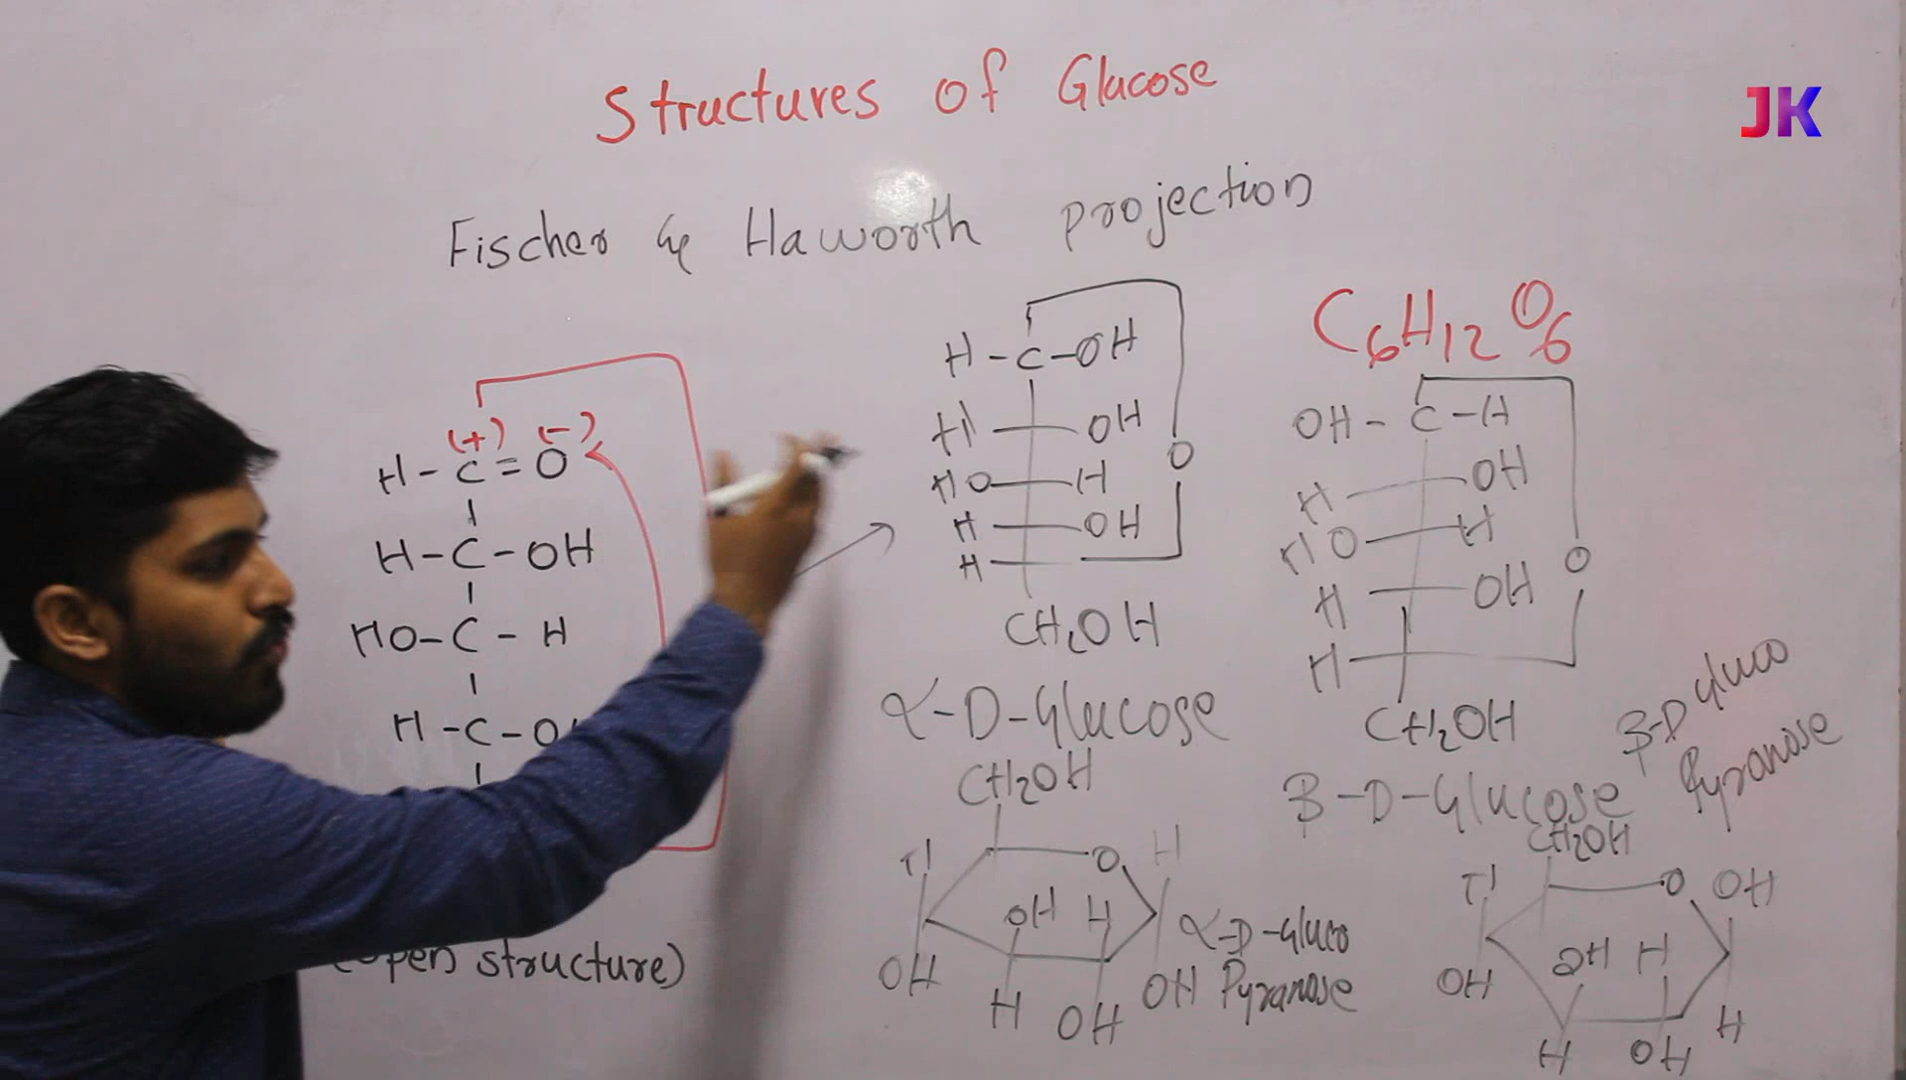 Structures of Glucose
JK
Fischer & Haworth projection
C6H12O6
(+) (-)
H-C=O
H-C-OH
HO-C-H
H-C-O
(open structure)
H-C-OH
H OH
HO H
H OH
H
O
CH2OH
α-D-Glucose
OH-C-H
H OH
HO H
H OH
H
O
CH2OH
β-D-Glucose
β-D Gluco
Pyranose
CH2OH
H O H
OH H
OH H OH OH
α-D-Gluco
Pyranose
CH2OH
H O OH
OH H
OH H OH H